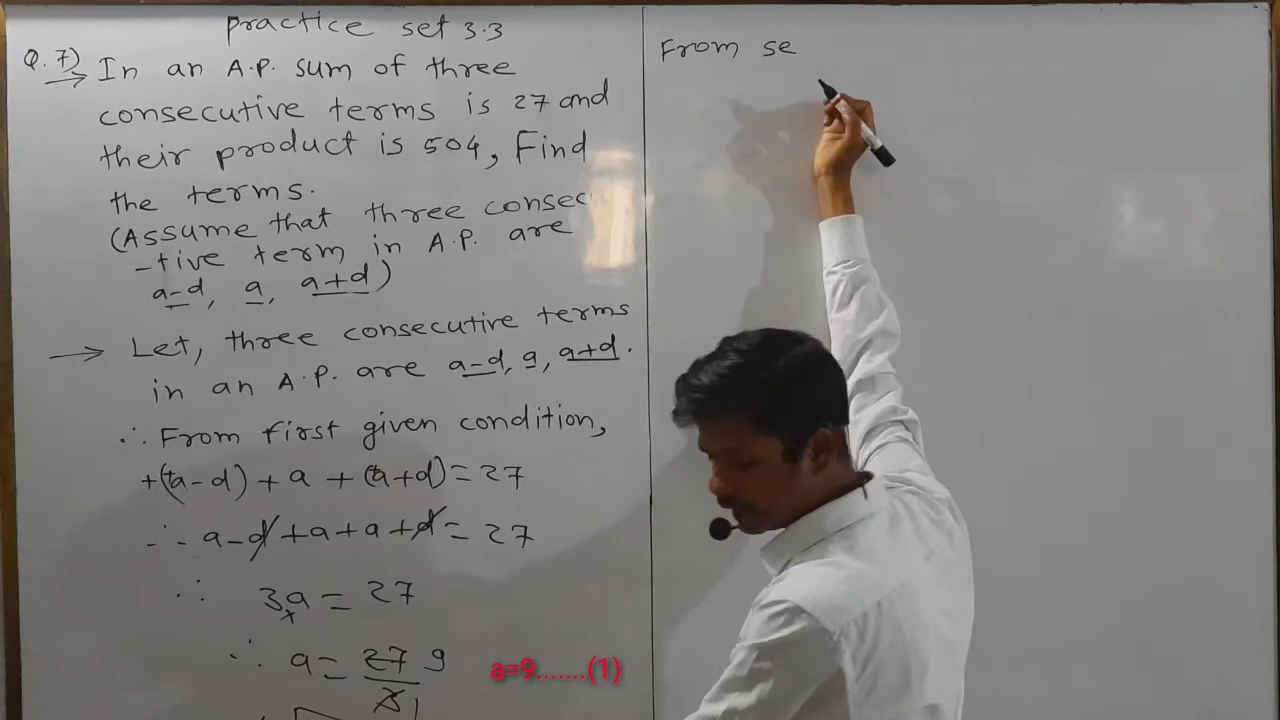 practice set 3.3
Q. 7) In an A.P. sum of three
consecutive terms is 27 and
their product is 504, Find
the terms.
(Assume that three consec
-tive term in A.P. are
a-d, a, a+d)
→ Let, three consecutive terms
in an A.P. are a-d, a, a+d.
∴ From first given condition,
+(+a-d) + a + (+a+d) = 27
∴ a-d+a+a+d = 27
∴ 3a = 27
∴ a = 27 9
3 1
a=9.......(1)
From se